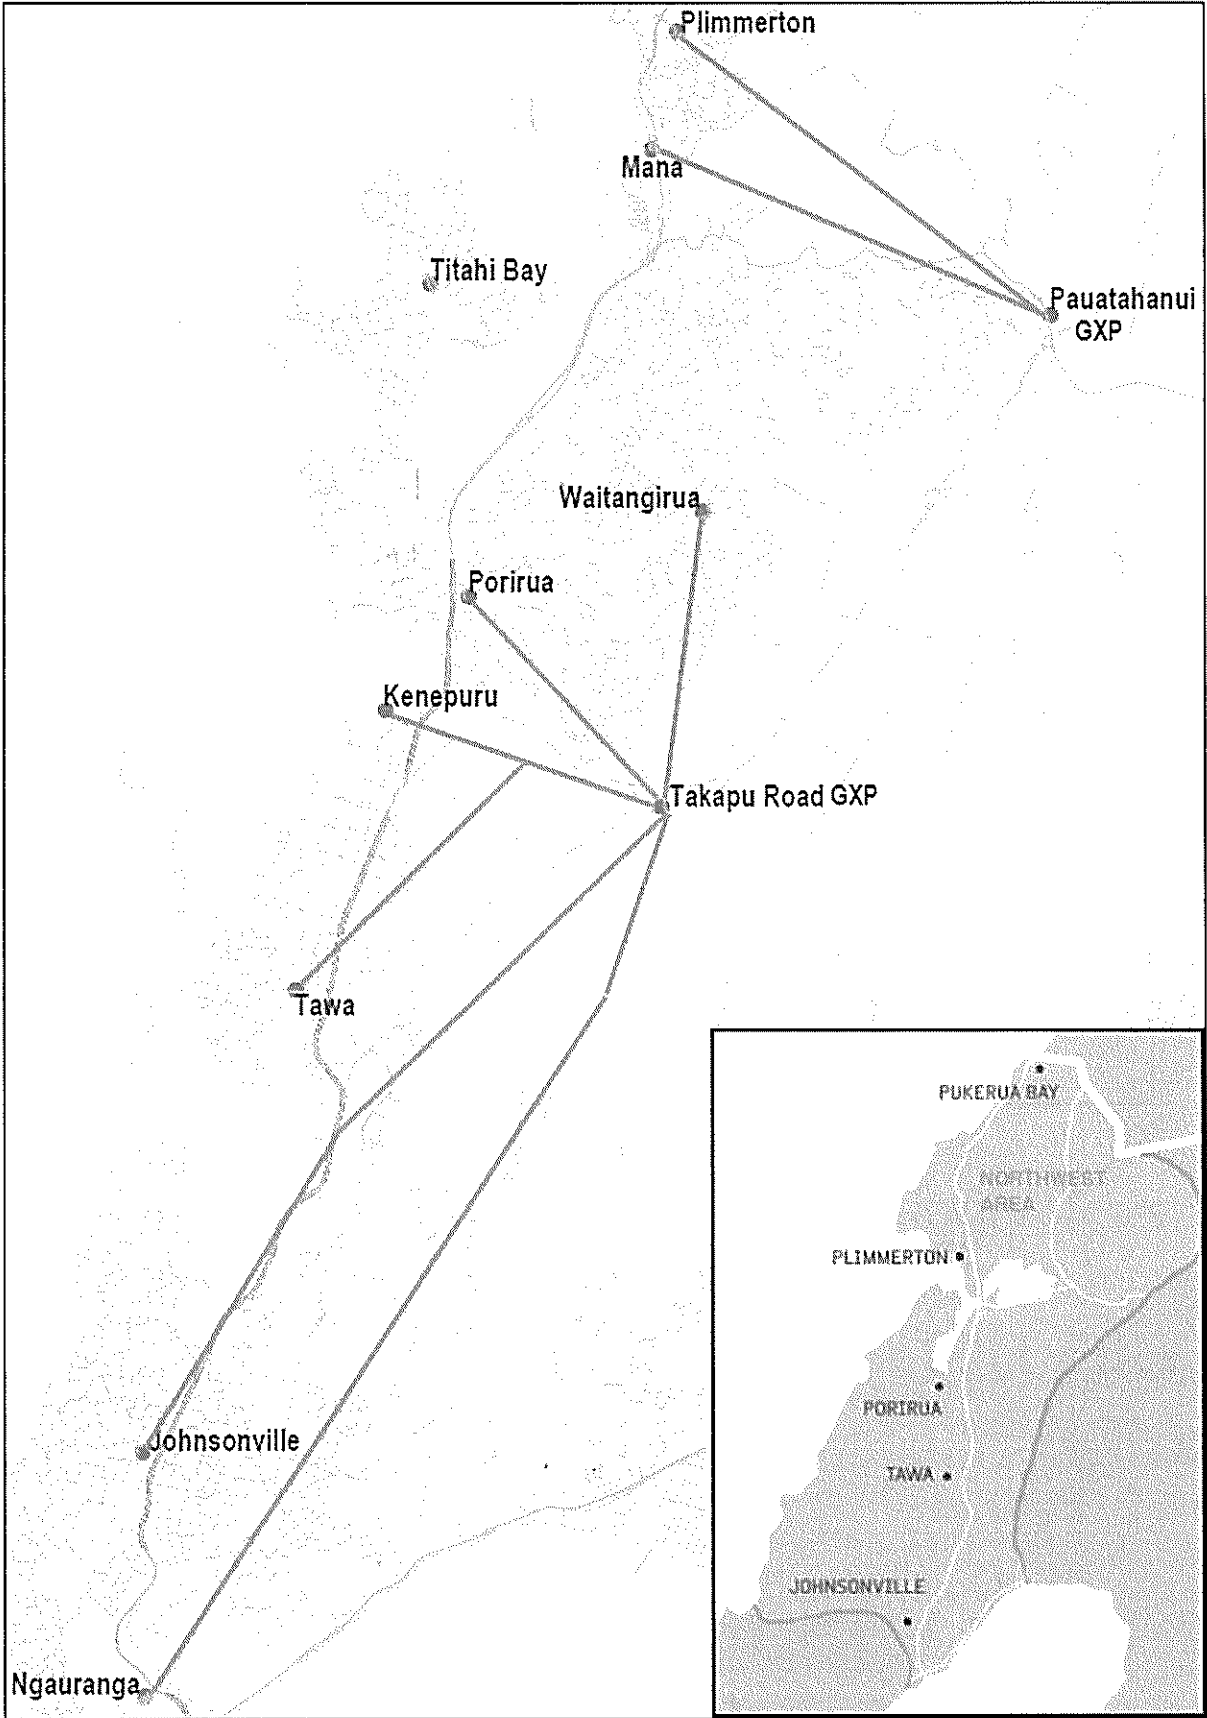 Plimmerton
Mana
Titahi Bay
Pauatahanui
GXP
Waitangirua
Porirua
Kenepuru
Takapu Road GXP
Tawa
Johnsonville
Ngauranga
PUKERUA BAY
NORTHWEST
AREA
PLIMMERTON
PORIRUA
TAWA
JOHNSONVILLE